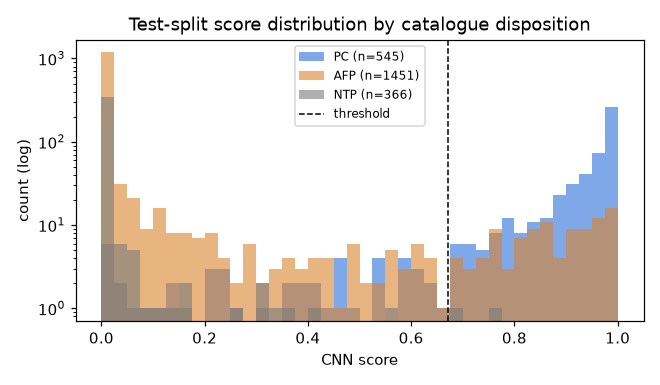 Test-split score distribution by catalogue disposition
PC (n=545)
AFP (n=1451)
NTP (n=366)
threshold
count (log)
10³
10²
10¹
10⁰
0.0 0.2 0.4 0.6 0.8 1.0
CNN score